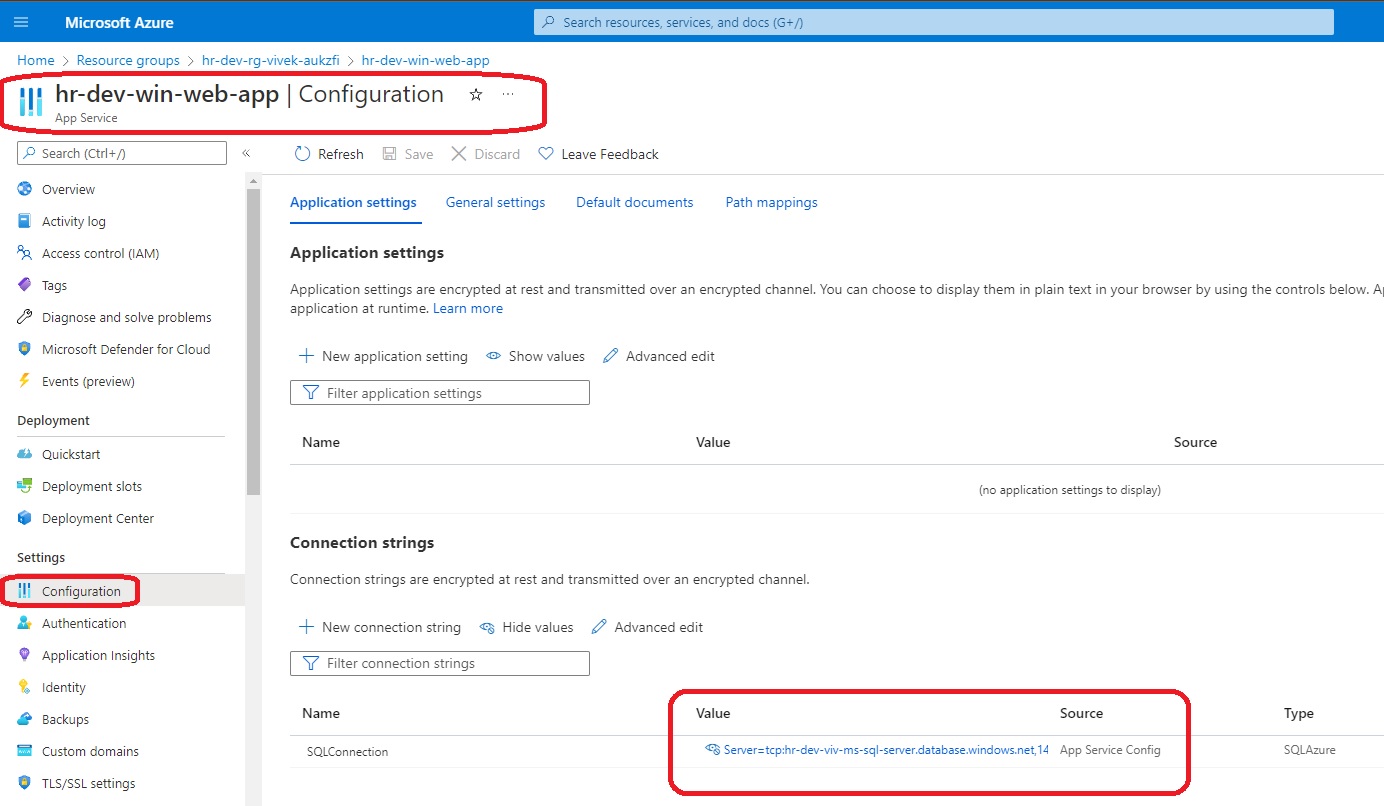 Microsoft Azure
Search resources, services, and docs (G+/)
Home > Resource groups > hr-dev-rg-vivek-aukzfi > hr-dev-win-web-app
hr-dev-win-web-app | Configuration
App Service
Search (Ctrl+/)
Refresh Save Discard Leave Feedback
Overview
Activity log
Access control (IAM)
Tags
Diagnose and solve problems
Microsoft Defender for Cloud
Events (preview)
Deployment
Quickstart
Deployment slots
Deployment Center
Settings
Configuration
Authentication
Application Insights
Identity
Backups
Custom domains
TLS/SSL settings
Application settings General settings Default documents Path mappings
Application settings
Application settings are encrypted at rest and transmitted over an encrypted channel. You can choose to display them in plain text in your browser by using the controls below.
application at runtime. Learn more
New application setting Show values Advanced edit
Filter application settings
Name Value Source
(no application settings to display)
Connection strings
Connection strings are encrypted at rest and transmitted over an encrypted channel.
New connection string Hide values Advanced edit
Filter connection strings
Name Value Source Type
SQLConnection Server=tcp:hr-dev-viv-ms-sql-server.database.windows.net,14 App Service Config SQLAzure